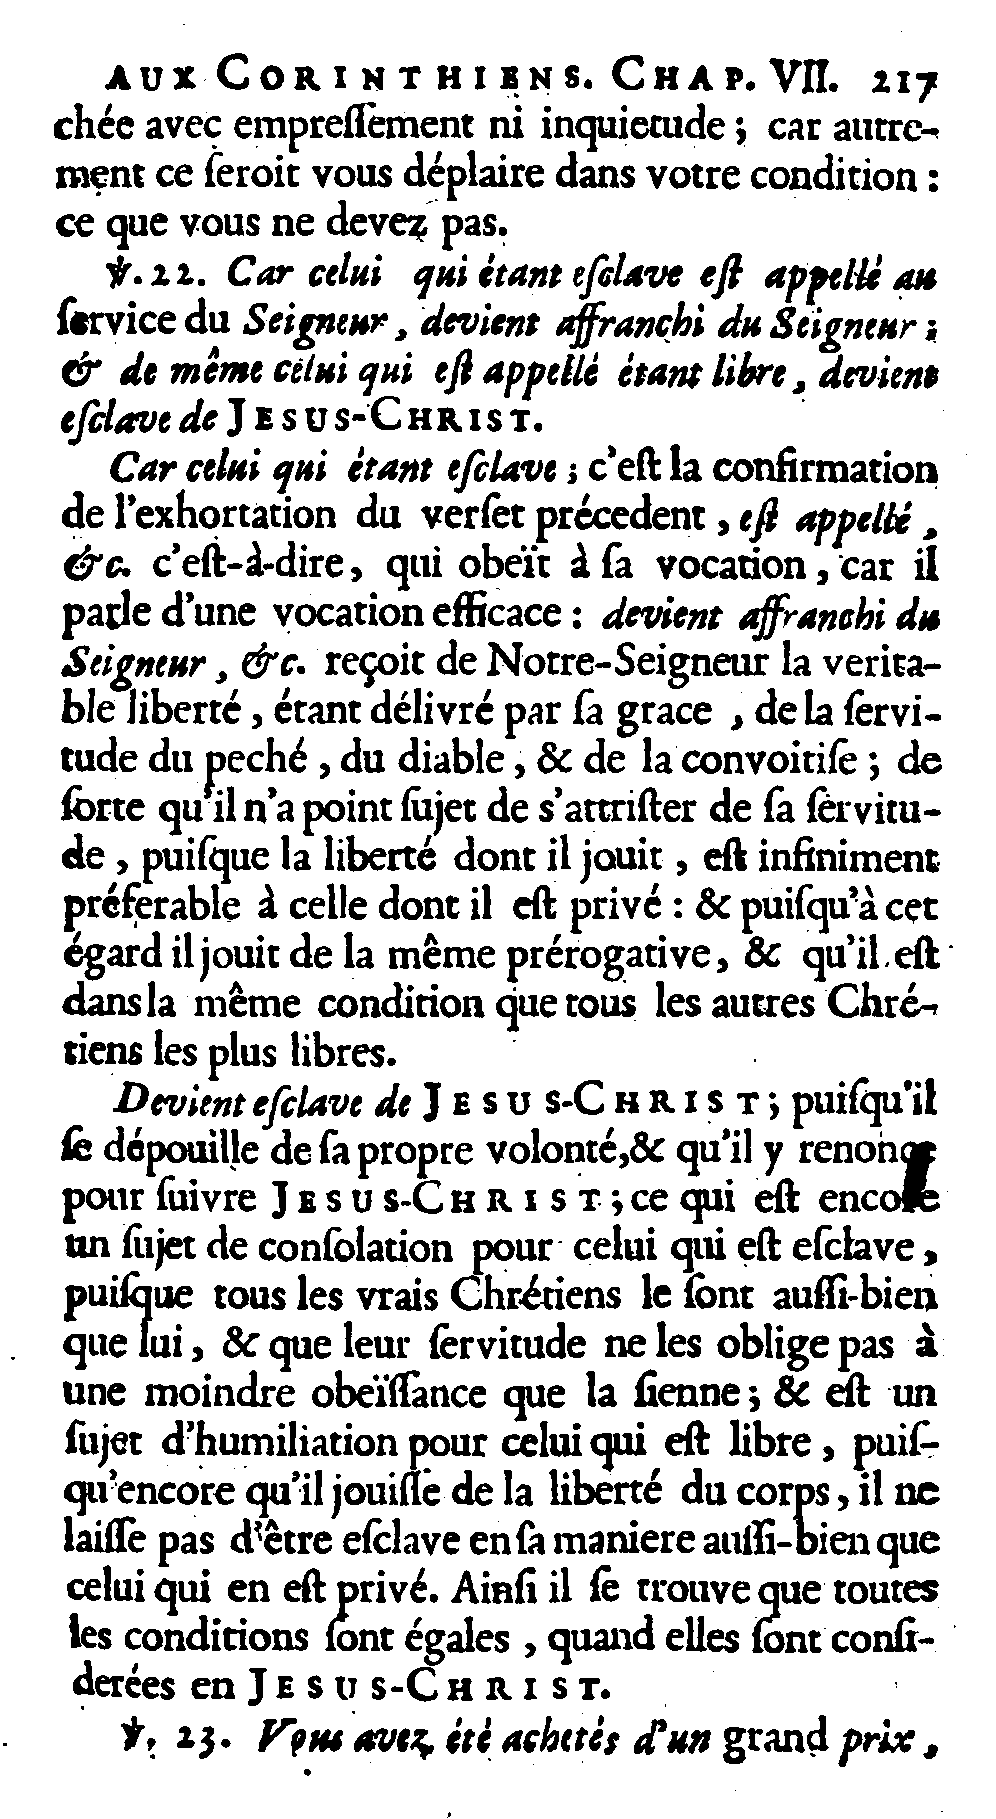 AUX CORINTHIENS. CHAP. VII. 217
chée avec empreſſement ni inquietude ; car autre-
ment ce ſeroit vous déplaire dans votre condition :
ce que vous ne devez pas.
℣. 22. Car celui qui étant eſclave eſt appellé au
ſervice du Seigneur, devient affranchi du Seigneur ;
& de même celui qui eſt appellé étant libre, devient
eſclave de JESUS-CHRIST.
Car celui qui étant eſclave ; c'eſt la confirmation
de l'exhortation du verſet précedent, eſt appellé,
&c. c'eſt-à-dire, qui obeït à ſa vocation, car il
parle d'une vocation efficace : devient affranchi du
Seigneur, &c. reçoit de Notre-Seigneur la verita-
ble liberté, étant délivré par ſa grace, de la ſervi-
tude du peché, du diable, & de la convoitiſe ; de
ſorte qu'il n'a point ſujet de s'attriſter de ſa ſervitu-
de, puiſque la liberté dont il jouit, eſt infiniment
préferable à celle dont il eſt privé : & puiſqu'à cet
égard il jouit de la même prérogative, & qu'il eſt
dans la même condition que tous les autres Chré-
tiens les plus libres.
Devient eſclave de JESUS-CHRIST ; puiſqu'il
ſe dépouille de ſa propre volonté, & qu'il y renonce
pour ſuivre JESUS-CHRIST ; ce qui eſt encore
un ſujet de conſolation pour celui qui eſt eſclave,
puiſque tous les vrais Chrétiens le ſont auſſi-bien
que lui, & que leur ſervitude ne les oblige pas à
une moindre obeïſſance que la ſienne ; & eſt un
ſujet d'humiliation pour celui qui eſt libre, puiſ-
qu'encore qu'il jouiſſe de la liberté du corps, il ne
laiſſe pas d'être eſclave en ſa maniere auſſi-bien que
celui qui en eſt privé. Ainſi il ſe trouve que toutes
les conditions ſont égales, quand elles ſont conſi-
derées en JESUS-CHRIST.
℣. 23. Vous avez été achetés d'un grand prix,